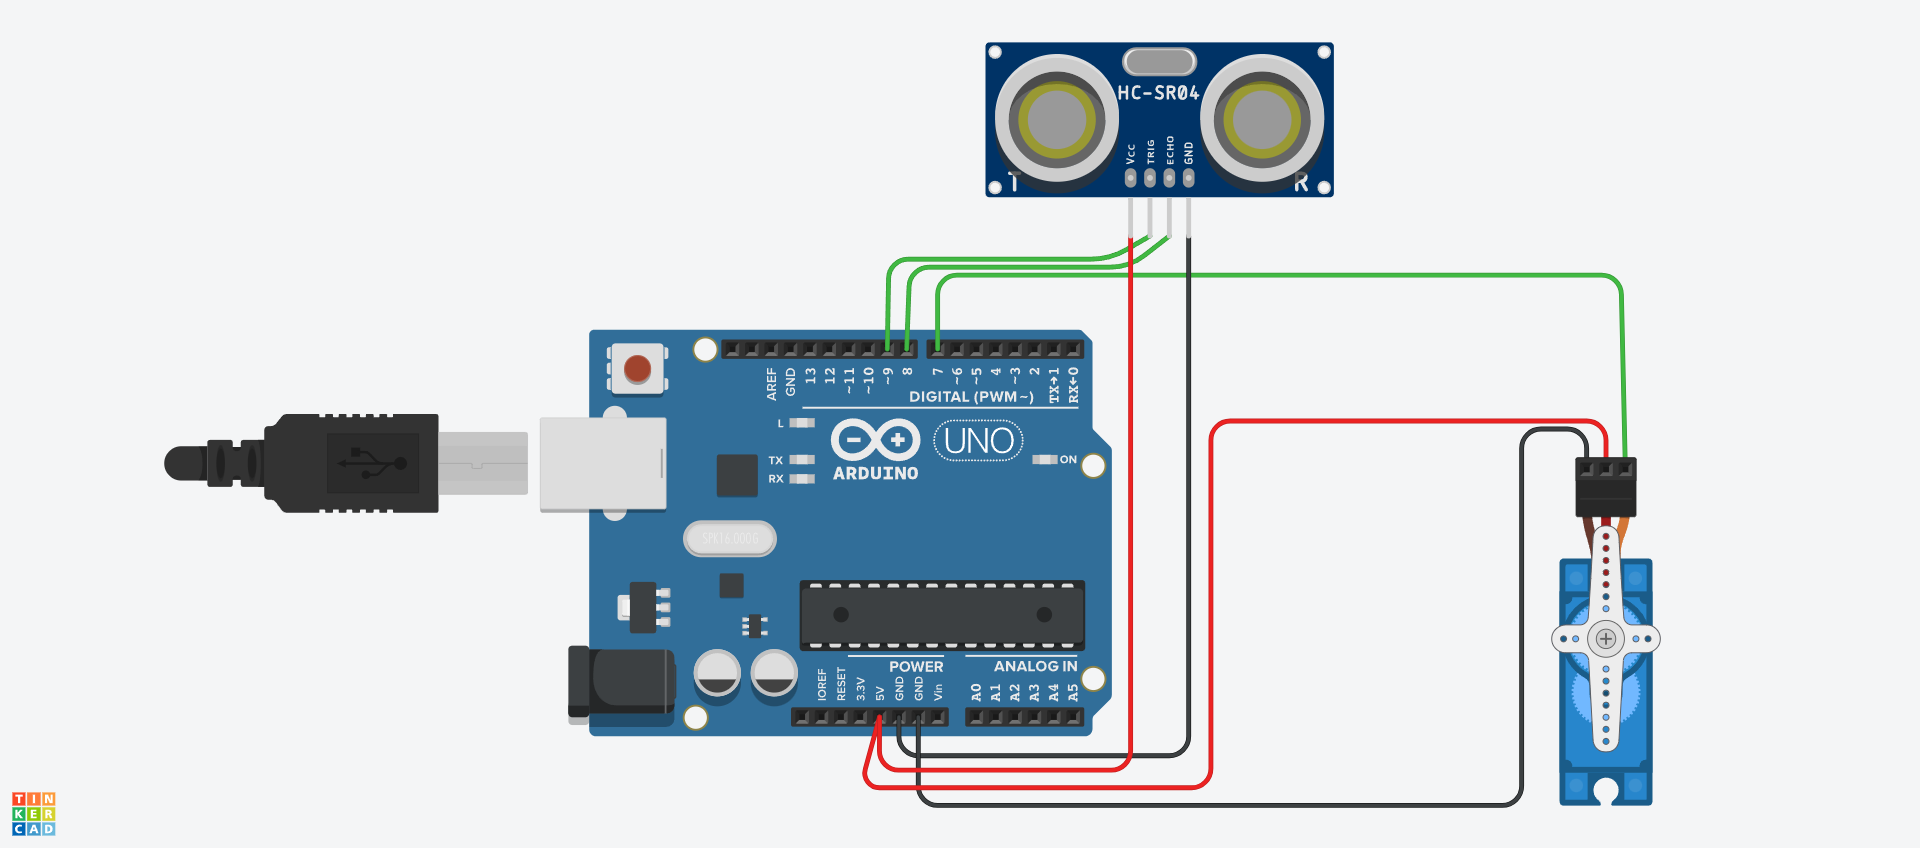 HC-SR04
Vcc
TRIG
ECHO
GND
T
R
AREF
GND
13
12
~11
~10
~9
8
7
~6
~5
4
~3
2
TX→1
RX←0
DIGITAL (PWM~)
L
TX
RX
ARDUINO
UNO
ON
SPK16.000G
POWER
ANALOG IN
IOREF
RESET
3.3V
5V
GND
GND
Vin
A0
A1
A2
A3
A4
A5
TIN
KER
CAD